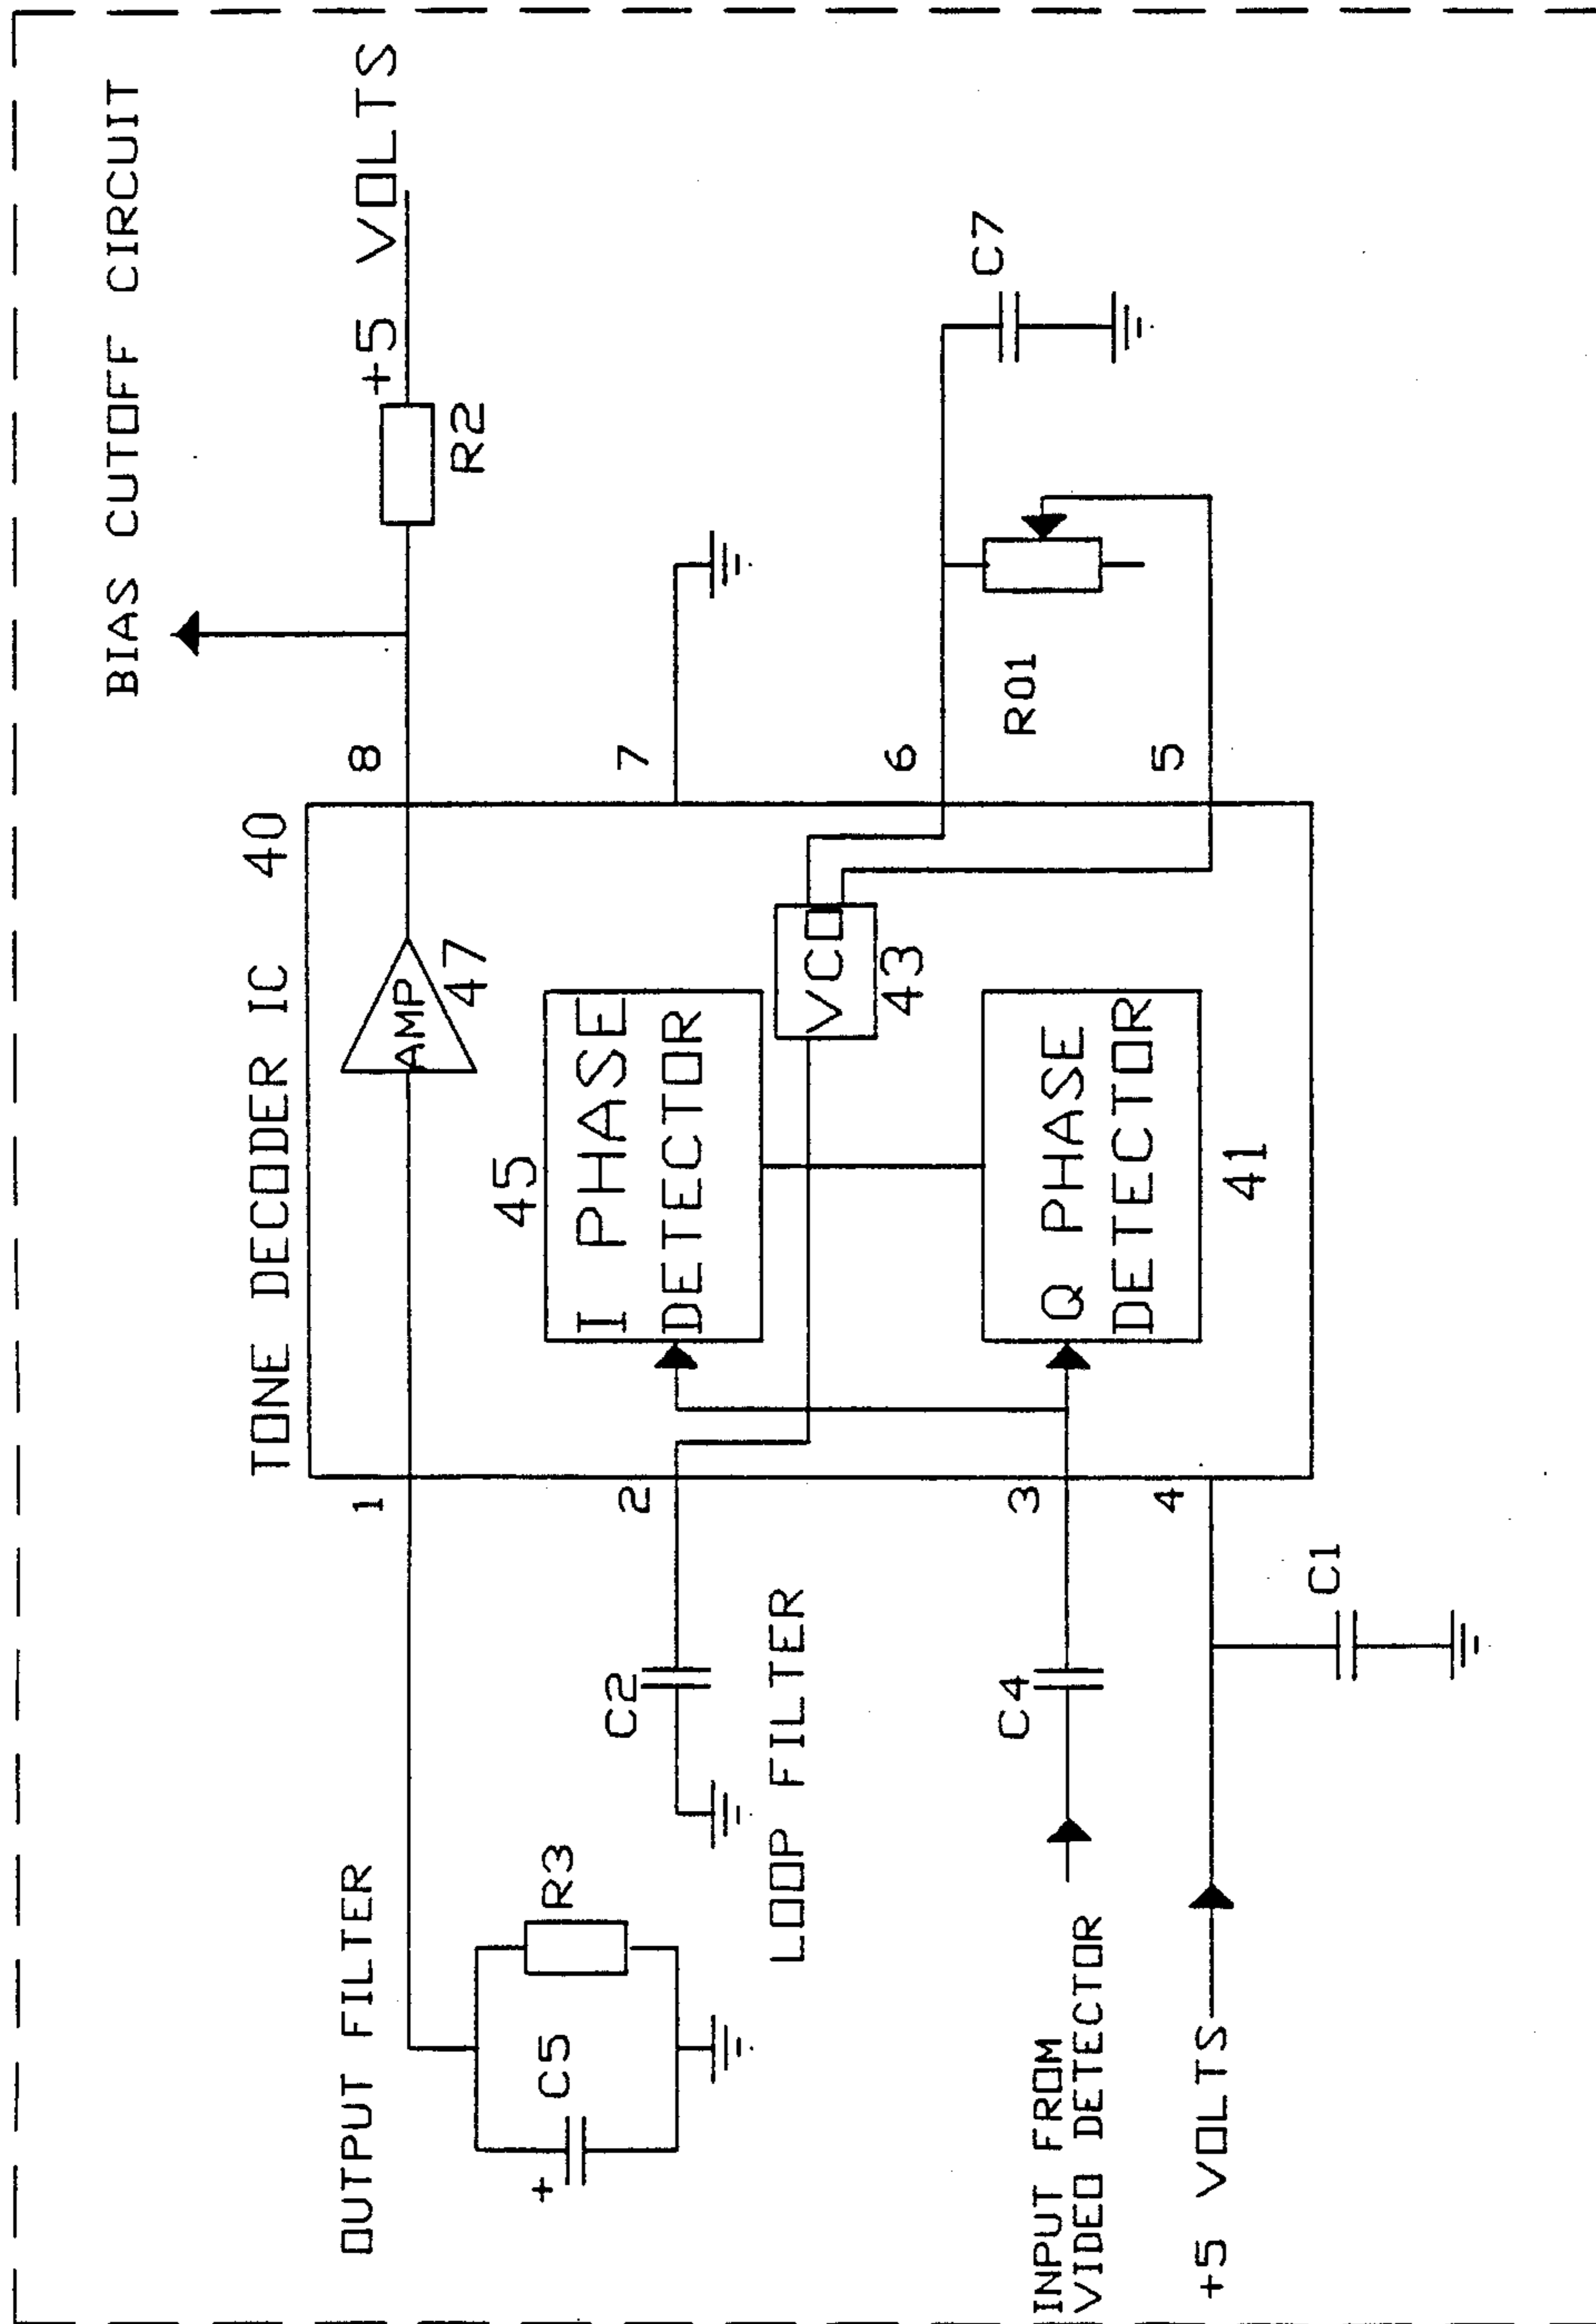 BIAS CUTOFF CIRCUIT
+5 VOLTS
R2
8
TONE DECODER IC 40
AMP
47
1
OUTPUT FILTER
C5
+
R3
45
I PHASE
DETECTOR
7
2
C2
LOOP FILTER
VCO
43
6
C7
R01
5
Q PHASE
DETECTOR
41
3
C4
INPUT FROM
VIDEO DETECTOR
4
+5 VOLTS
C1